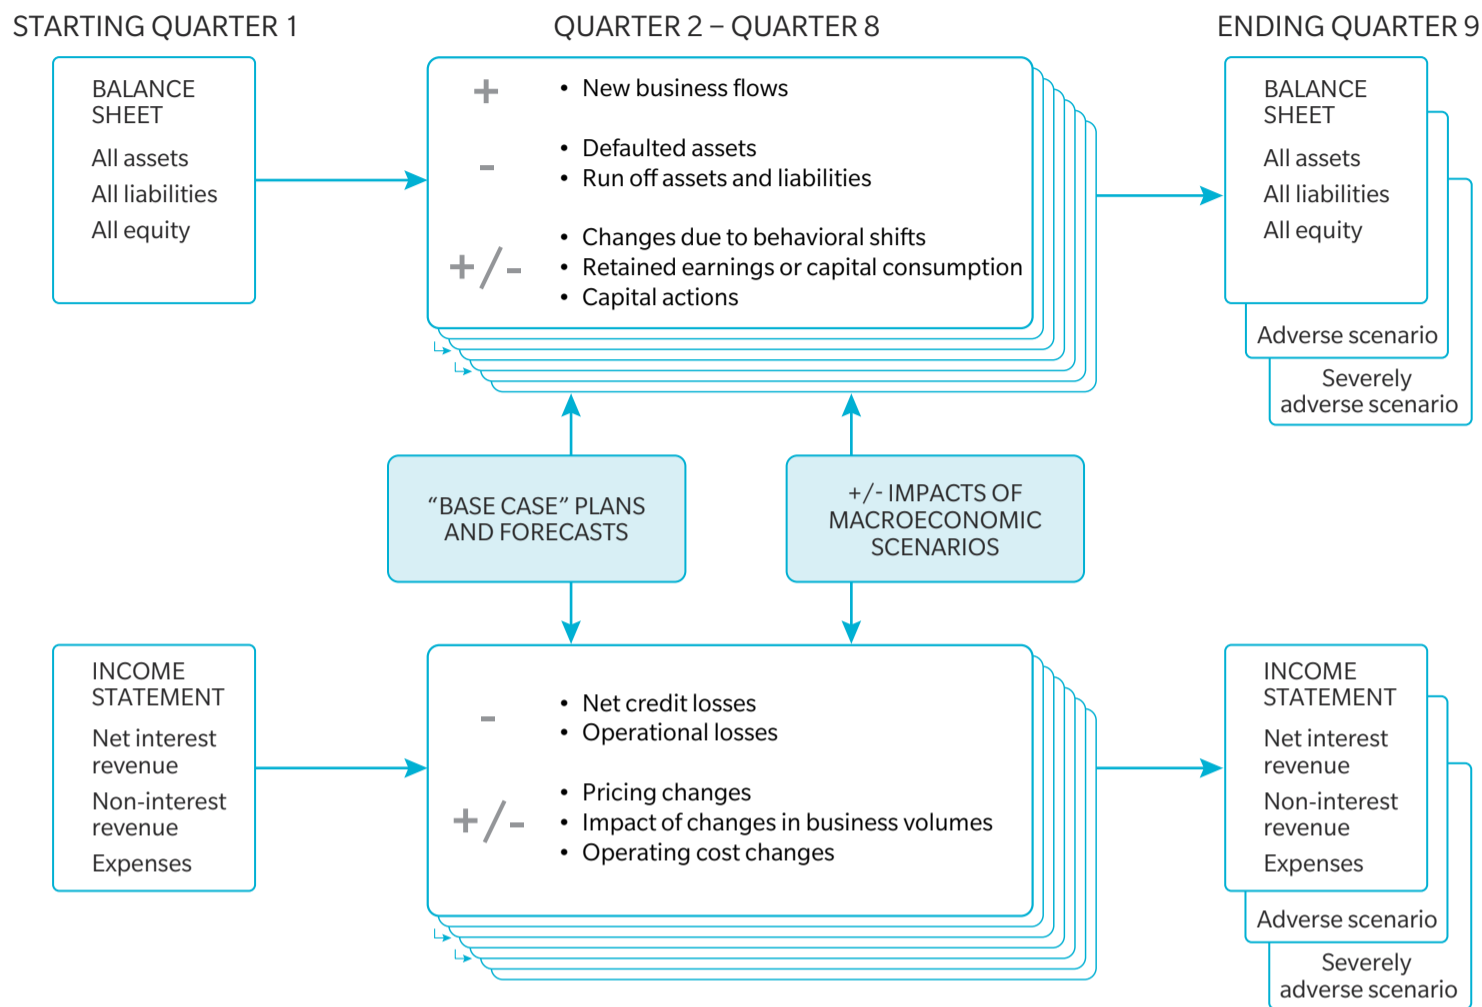 STARTING QUARTER 1
QUARTER 2 – QUARTER 8
ENDING QUARTER 9
BALANCE
SHEET
All assets
All liabilities
All equity
+
• New business flows
-
• Defaulted assets
• Run off assets and liabilities
+/-
• Changes due to behavioral shifts
• Retained earnings or capital consumption
• Capital actions
BALANCE
SHEET
All assets
All liabilities
All equity
Adverse scenario
Severely
adverse scenario
“BASE CASE” PLANS
AND FORECASTS
+/- IMPACTS OF
MACROECONOMIC
SCENARIOS
INCOME
STATEMENT
Net interest
revenue
Non-interest
revenue
Expenses
-
• Net credit losses
• Operational losses
+/-
• Pricing changes
• Impact of changes in business volumes
• Operating cost changes
INCOME
STATEMENT
Net interest
revenue
Non-interest
revenue
Expenses
Adverse scenario
Severely
adverse scenario